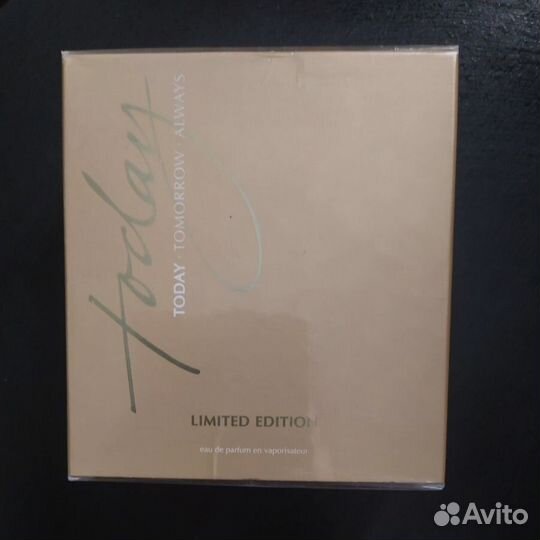 today
TODAY · TOMORROW · ALWAYS
LIMITED EDITION
eau de parfum en vaporisateur
Avito